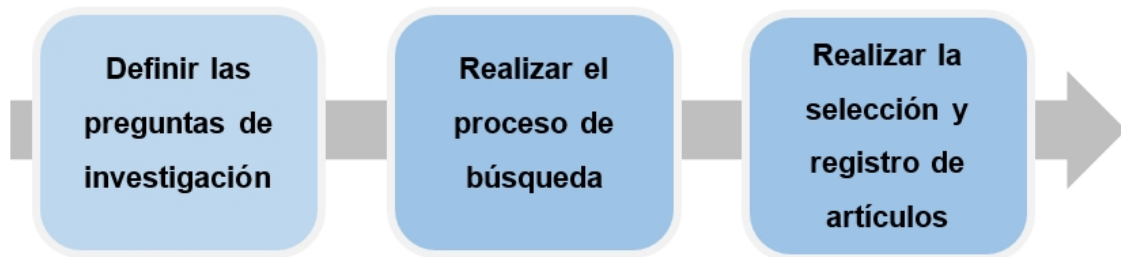 Definir las
preguntas de
investigación
Realizar el
proceso de
búsqueda
Realizar la
selección y
registro de
artículos